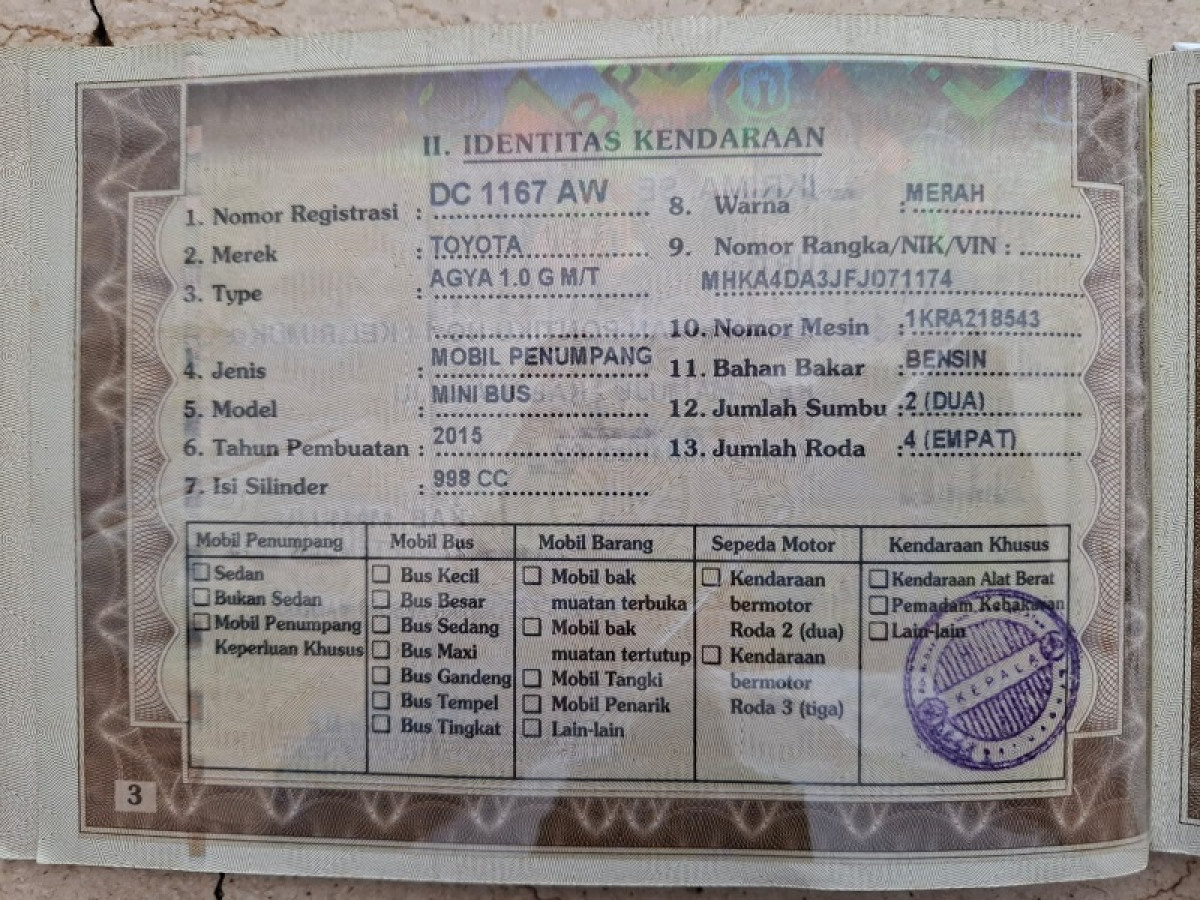 II. IDENTITAS KENDARAAN
1. Nomor Registrasi : DC 1167 AW
2. Merek : TOYOTA
3. Type : AGYA 1.0 G M/T
4. Jenis : MOBIL PENUMPANG
5. Model : MINI BUS
6. Tahun Pembuatan : 2015
7. Isi Silinder : 998 CC
8. Warna : MERAH
9. Nomor Rangka/NIK/VIN :
MHKA4DA3JFJ071174
10. Nomor Mesin : 1KRA218543
11. Bahan Bakar : BENSIN
12. Jumlah Sumbu : 2 (DUA)
13. Jumlah Roda : 4 (EMPAT)
Mobil Penumpang
Sedan
Bukan Sedan
Mobil Penumpang
Keperluan Khusus
Mobil Bus
Bus Kecil
Bus Besar
Bus Sedang
Bus Maxi
Bus Gandeng
Bus Tempel
Bus Tingkat
Mobil Barang
Mobil bak
muatan terbuka
Mobil bak
muatan tertutup
Mobil Tangki
Mobil Penarik
Lain-lain
Sepeda Motor
Kendaraan
bermotor
Roda 2 (dua)
Kendaraan
bermotor
Roda 3 (tiga)
Kendaraan Khusus
Kendaraan Alat Berat
Pemadam Kebakaran
Lain-lain
KEPALA
3